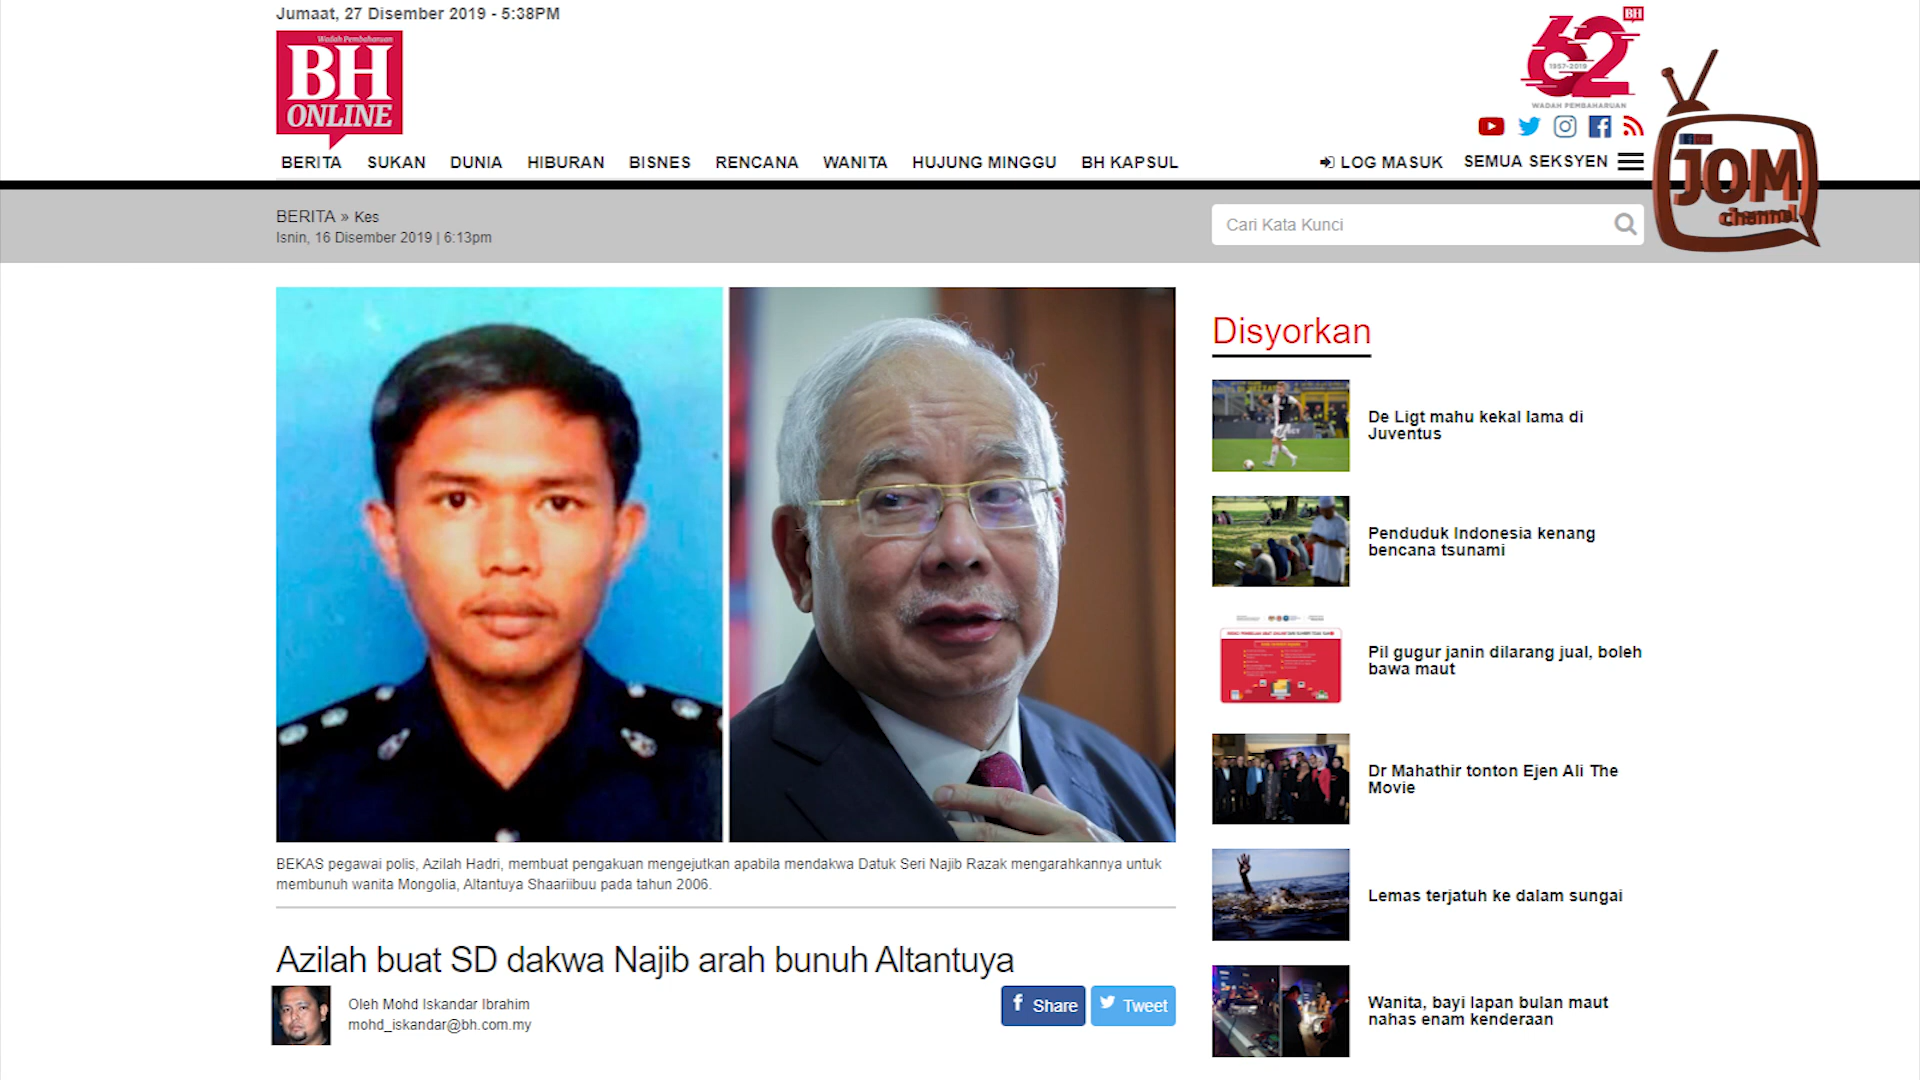 Jumaat, 27 Disember 2019 - 5:38PM
Wadah Pembaharuan
BH
ONLINE
BH
62
1957-2019
WADAH PEMBAHARUAN
JOM
channel
BERITA SUKAN DUNIA HIBURAN BISNES RENCANA WANITA HUJUNG MINGGU BH KAPSUL LOG MASUK SEMUA SEKSYEN
BERITA » Kes
Isnin, 16 Disember 2019 | 6:13pm
Cari Kata Kunci
BEKAS pegawai polis, Azilah Hadri, membuat pengakuan mengejutkan apabila mendakwa Datuk Seri Najib Razak mengarahkannya untuk
membunuh wanita Mongolia, Altantuya Shaariibuu pada tahun 2006.
Azilah buat SD dakwa Najib arah bunuh Altantuya
Oleh Mohd Iskandar Ibrahim
mohd_iskandar@bh.com.my
Share
Tweet
Disyorkan
De Ligt mahu kekal lama di
Juventus
Penduduk Indonesia kenang
bencana tsunami
Pil gugur janin dilarang jual, boleh
bawa maut
Dr Mahathir tonton Ejen Ali The
Movie
Lemas terjatuh ke dalam sungai
Wanita, bayi lapan bulan maut
nahas enam kenderaan